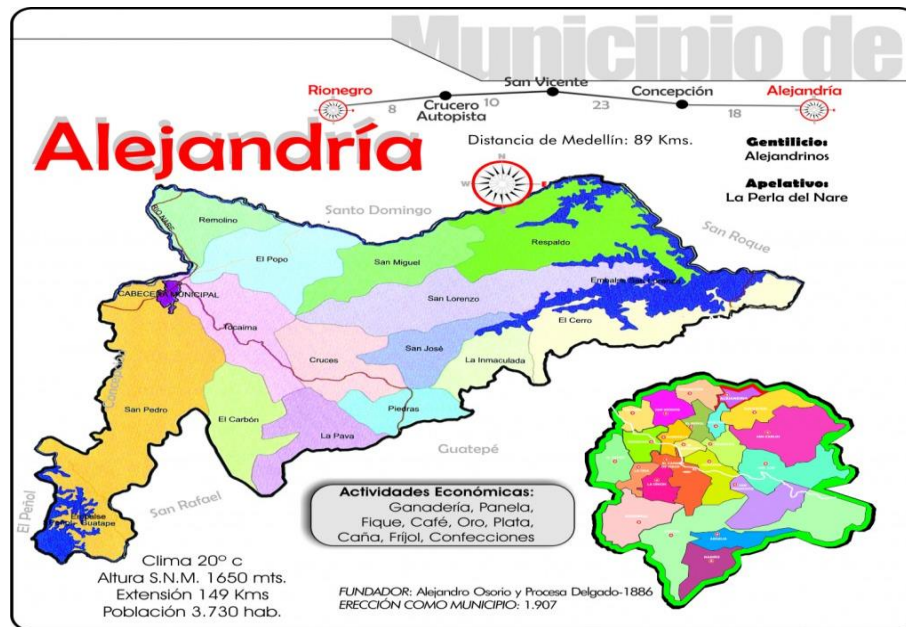 Municipio de
Alejandría
Rionegro
8
Crucero
Autopista
10
San Vicente
23
Concepción
18
Alejandría
Distancia de Medellín: 89 Kms.
Gentilicio:
Alejandrinos
Apelativo:
La Perla del Nare
N
W
Santo Domingo
San Roque
RIO NARE
Remolino
El Popo
San Miguel
Respaldo
CABECERA MUNICIPAL
San Lorenzo
Tocaima
Cruces
San José
El Cerro
La Inmaculada
San Pedro
El Carbón
La Pava
Piedras
Guatapé
San Rafael
El Peñol
Actividades Económicas:
Ganadería, Panela,
Fique, Café, Oro, Plata,
Caña, Fríjol, Confecciones
Clima 20º c
Altura S.N.M. 1650 mts.
Extensión 149 Kms
Población 3.730 hab.
FUNDADOR: Alejandro Osorio y Procesa Delgado-1886
ERECCIÓN COMO MUNICIPIO: 1.907